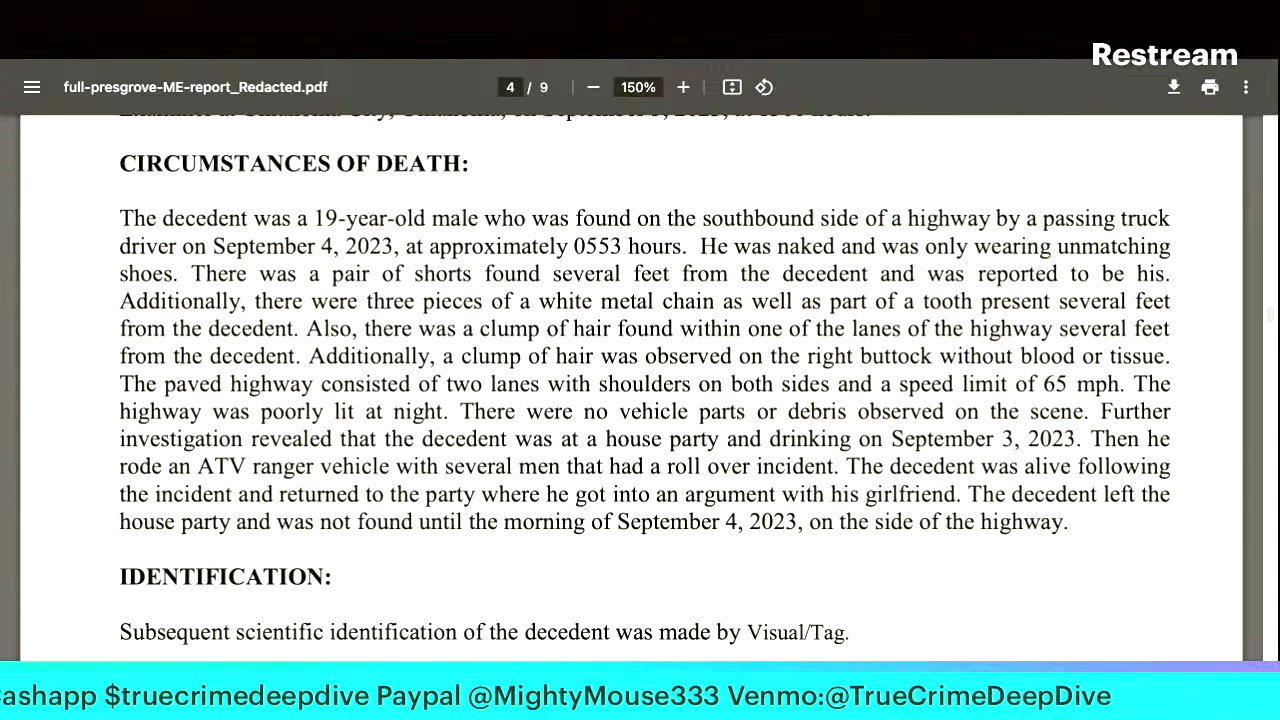 Restream
full-presgrove-ME-report_Redacted.pdf
4 / 9
150%
CIRCUMSTANCES OF DEATH:
The decedent was a 19-year-old male who was found on the southbound side of a highway by a passing truck
driver on September 4, 2023, at approximately 0553 hours. He was naked and was only wearing unmatching
shoes. There was a pair of shorts found several feet from the decedent and was reported to be his.
Additionally, there were three pieces of a white metal chain as well as part of a tooth present several feet
from the decedent. Also, there was a clump of hair found within one of the lanes of the highway several feet
from the decedent. Additionally, a clump of hair was observed on the right buttock without blood or tissue.
The paved highway consisted of two lanes with shoulders on both sides and a speed limit of 65 mph. The
highway was poorly lit at night. There were no vehicle parts or debris observed on the scene. Further
investigation revealed that the decedent was at a house party and drinking on September 3, 2023. Then he
rode an ATV ranger vehicle with several men that had a roll over incident. The decedent was alive following
the incident and returned to the party where he got into an argument with his girlfriend. The decedent left the
house party and was not found until the morning of September 4, 2023, on the side of the highway.
IDENTIFICATION:
Subsequent scientific identification of the decedent was made by Visual/Tag.
ashapp $truecrimedeepdive Paypal @MightyMouse333 Venmo:@TrueCrimeDeepDive